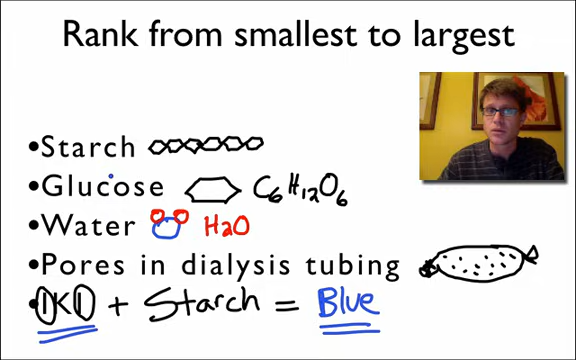 Rank from smallest to largest
•Starch
•Glucose C6H12O6
•Water H2O
•Pores in dialysis tubing
•IKI + Starch = Blue